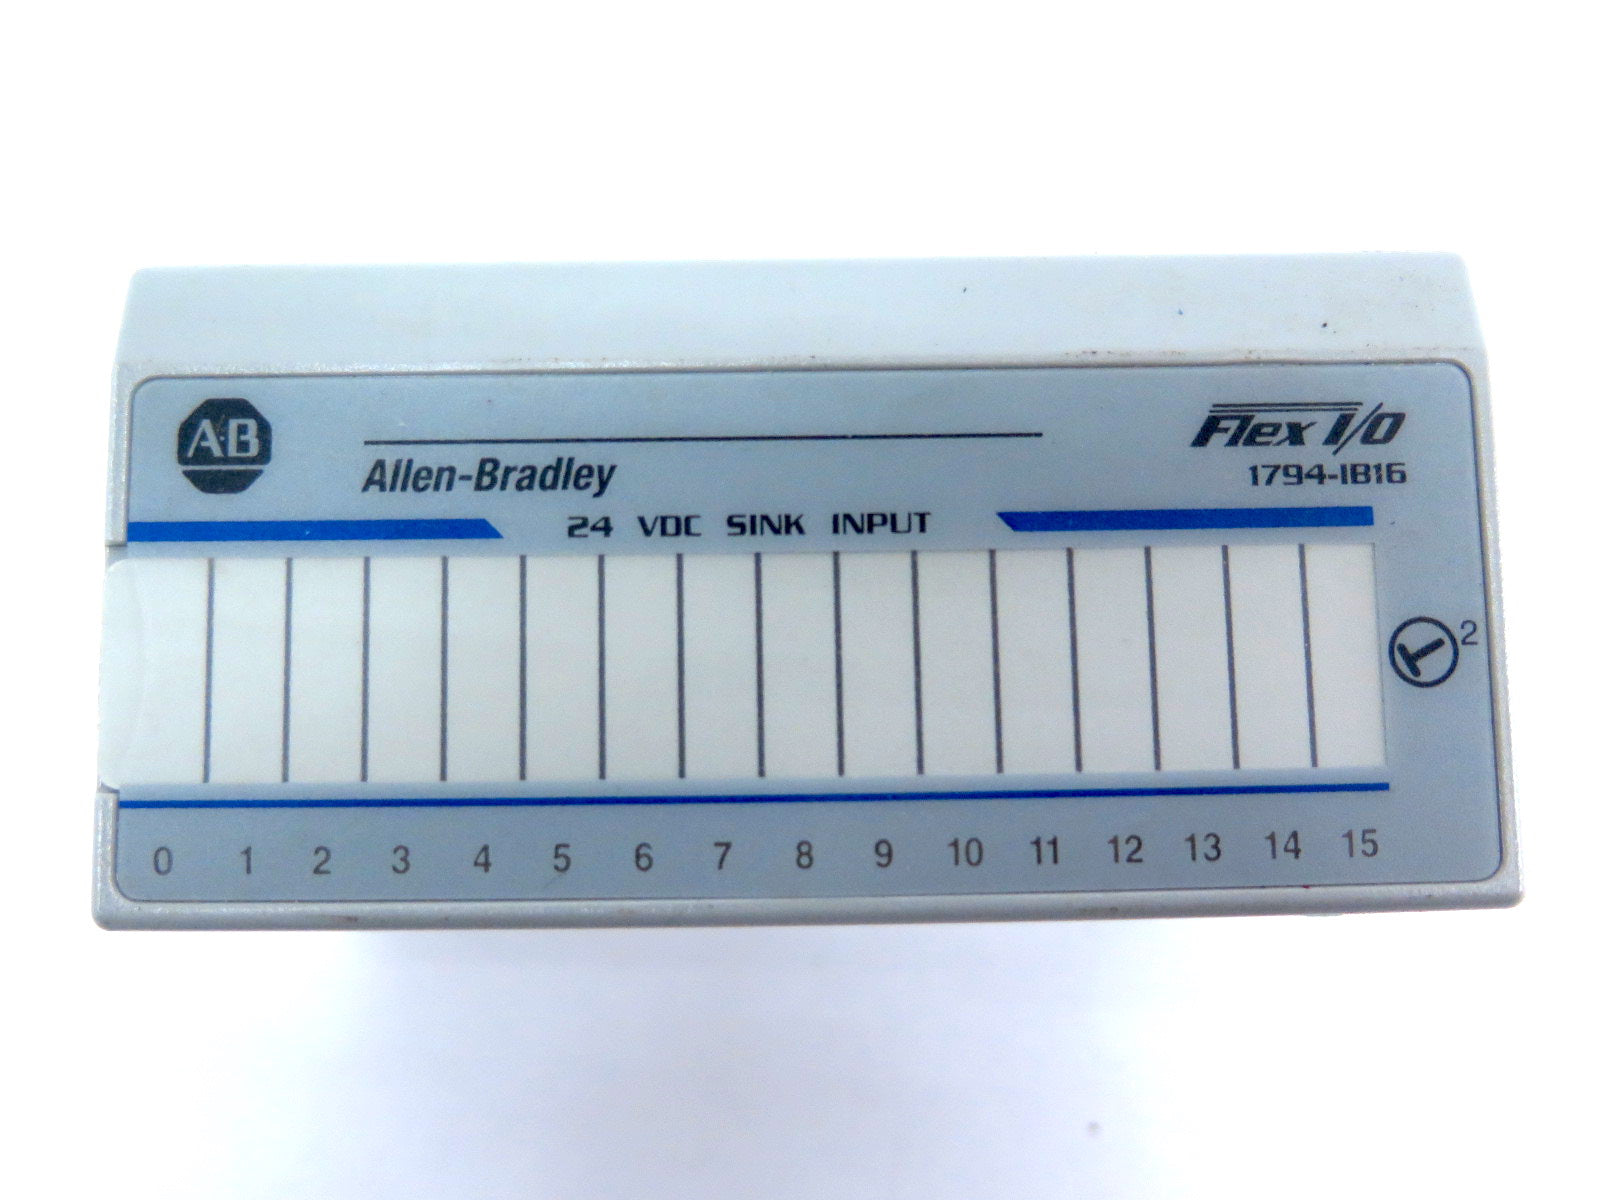 A·B
Allen-Bradley
Flex I/O
1794-IB16
24 VDC SINK INPUT
2
0 1 2 3 4 5 6 7 8 9 10 11 12 13 14 15